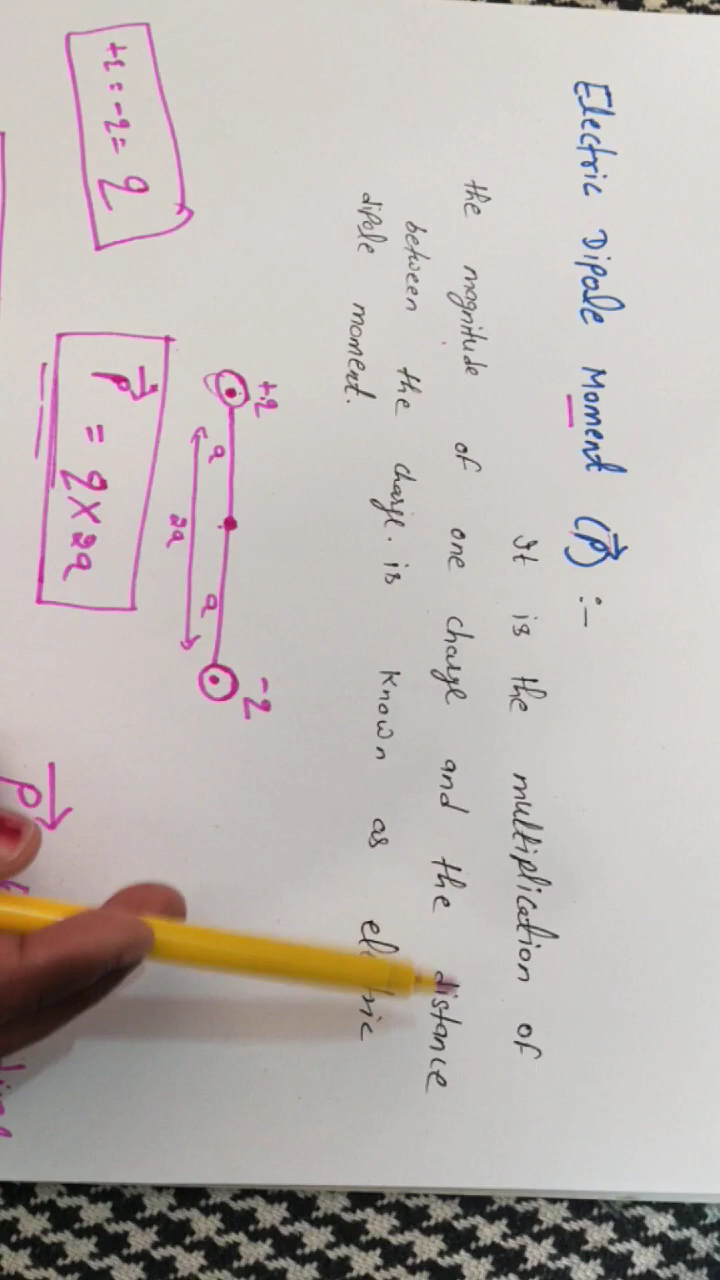 Electric Dipole Moment (P⃗) :-
It is the multiplication of
the magnitude of one charge and the distance
between the charge. is known as electric
dipole moment.
+q -q
a a
2a
+q = -q = q
P⃗ = q × 2a
P⃗